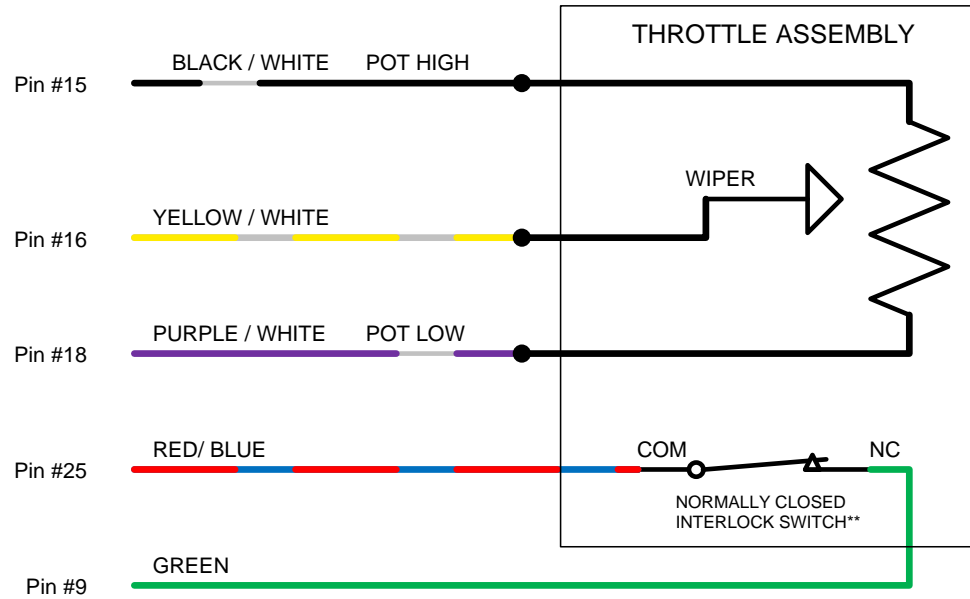 THROTTLE ASSEMBLY
Pin #15
BLACK / WHITE
POT HIGH
WIPER
Pin #16
YELLOW / WHITE
Pin #18
PURPLE / WHITE
POT LOW
Pin #25
RED/ BLUE
COM
NC
NORMALLY CLOSED
INTERLOCK SWITCH**
Pin #9
GREEN